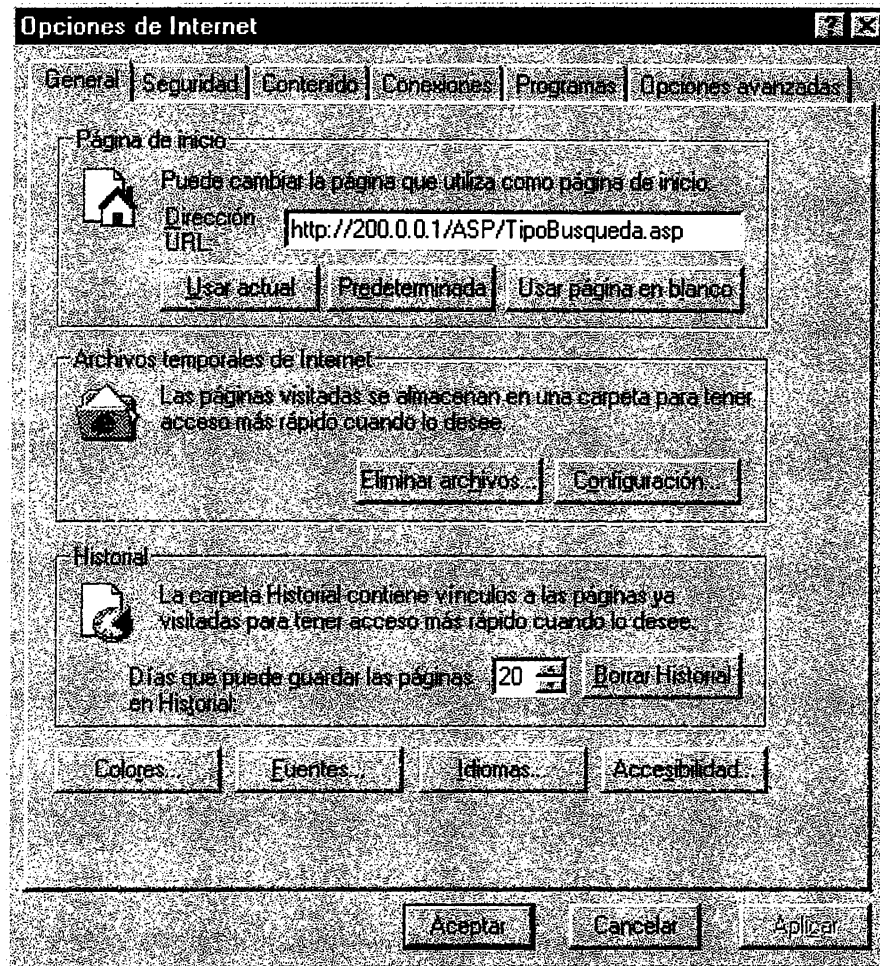 Opciones de Internet
General Seguridad Contenido Conexiones Programas Opciones avanzadas
Página de inicio
Puede cambiar la página que utiliza como página de inicio.
Dirección URL: http://200.0.0.1/ASP/TipoBusqueda.asp
Usar actual Predeterminada Usar página en blanco
Archivos temporales de Internet
Las páginas visitadas se almacenan en una carpeta para tener
acceso más rápido cuando lo desee.
Eliminar archivos... Configuración...
Historial
La carpeta Historial contiene vínculos a las páginas ya
visitadas para tener acceso más rápido cuando lo desee.
Días que puede guardar las páginas
en Historial: 20 Borrar Historial
Colores... Fuentes... Idiomas... Accesibilidad...
Aceptar Cancelar Aplicar